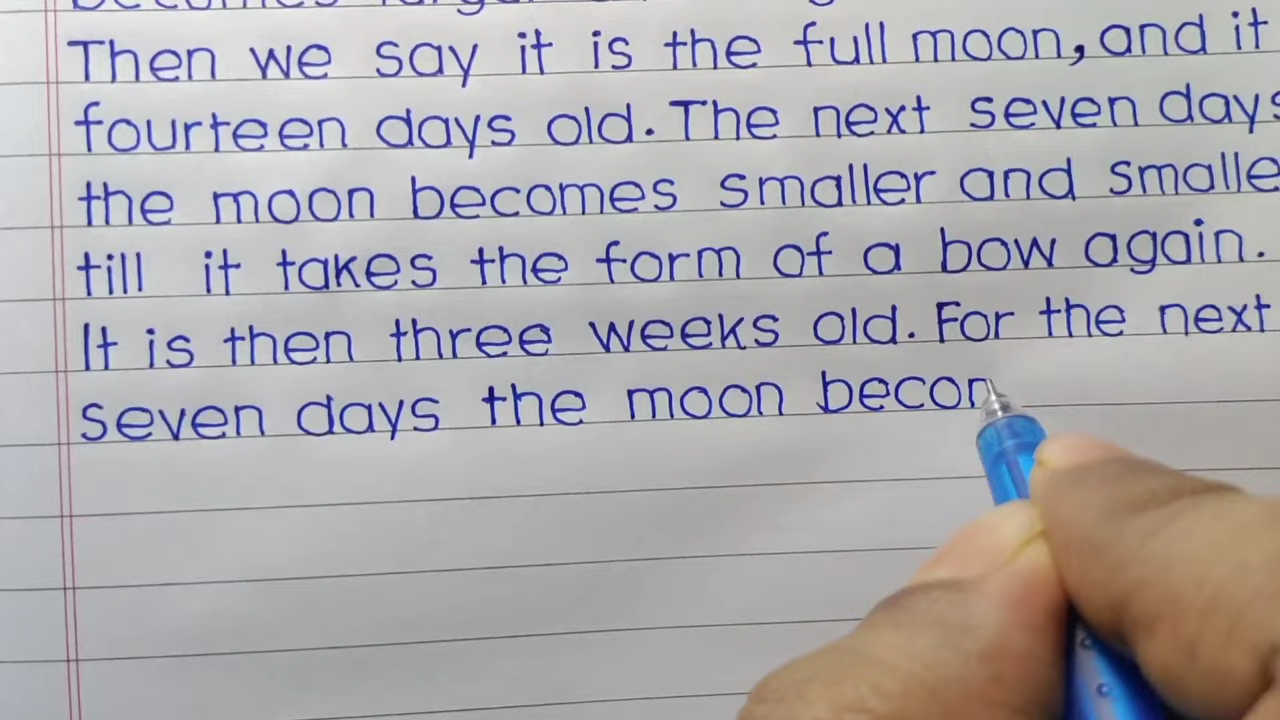 Then we say it is the full moon, and it
fourteen days old. The next seven days
the moon becomes smaller and smalle
till it takes the form of a bow again.
It is then three weeks old. For the next
seven days the moon becon